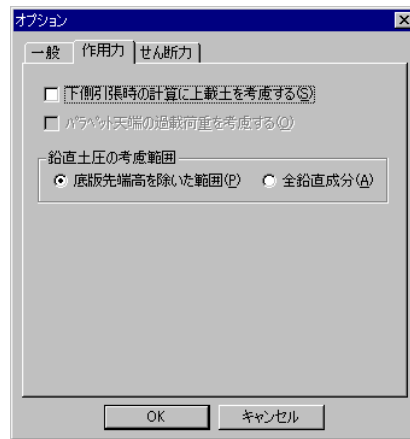 オプション
一般 作用力 せん断力
下側引張時の計算に上載土を考慮する(S)
パラペット天端の過載荷重を考慮する(O)
鉛直土圧の考慮範囲
底版先端高を除いた範囲(P) 全鉛直成分(A)
OK キャンセル